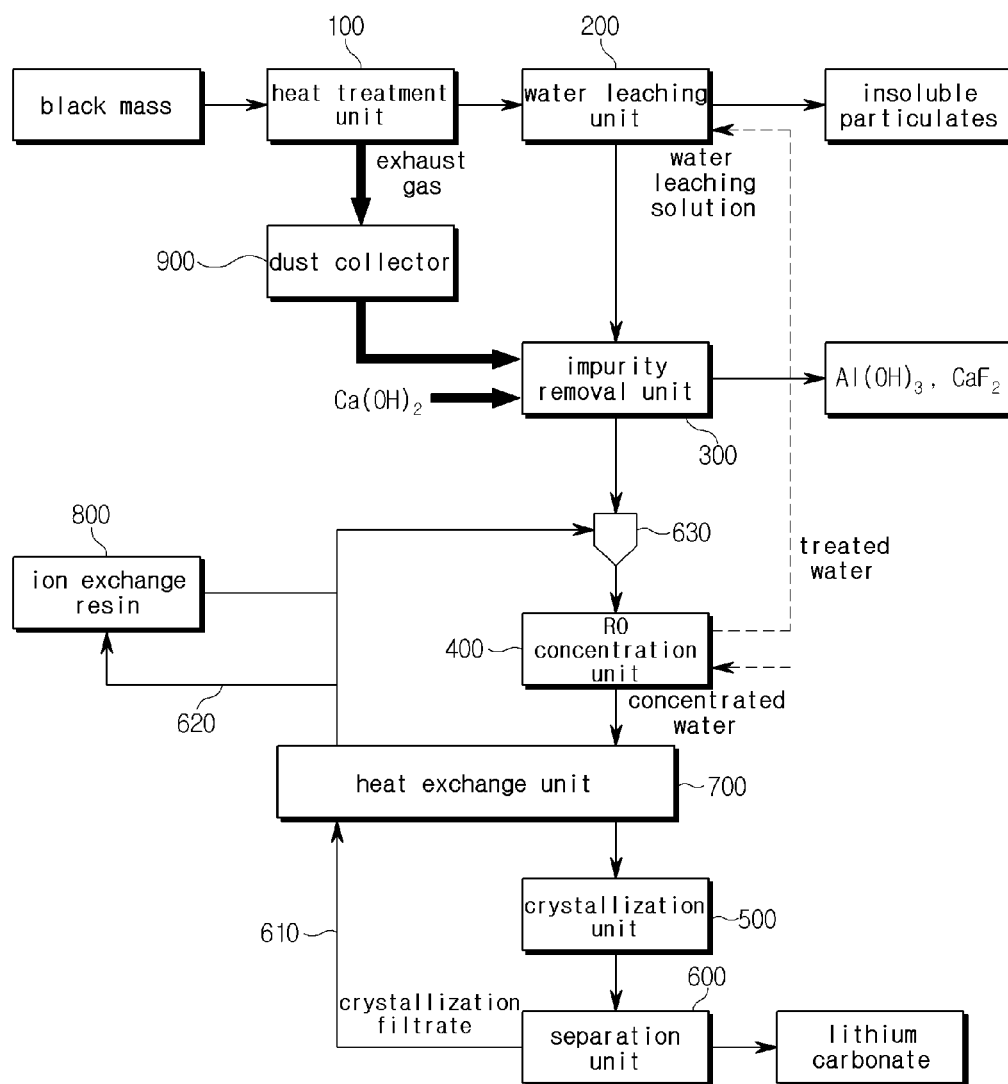 100
200
black mass
heat treatment
unit
water leaching
unit
insoluble
particulates
exhaust
gas
water
leaching
solution
900
dust collector
impurity
removal unit
Al(OH)3, CaF2
Ca(OH)2
300
800
630
ion exchange
resin
treated
water
RO
concentration
unit
400
620
concentrated
water
heat exchange unit
700
crystallization
unit
500
610
600
crystallization
filtrate
separation
unit
lithium
carbonate